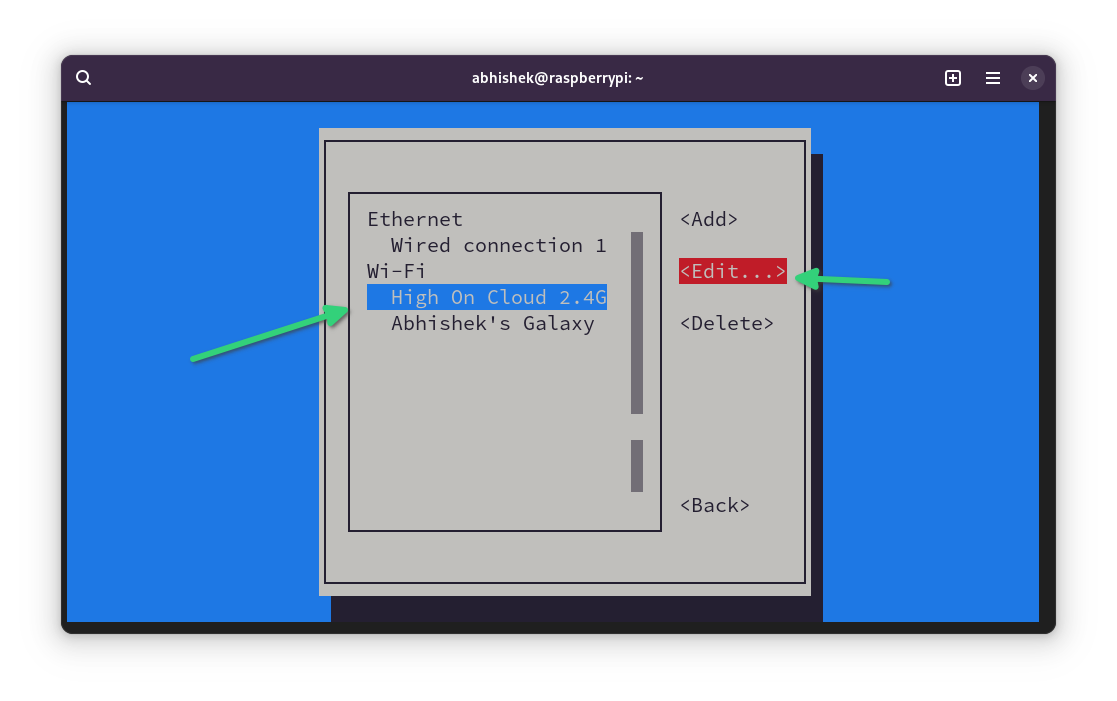 abhishek@raspberrypi: ~
Ethernet
Wired connection 1
Wi-Fi
High On Cloud 2.4G
Abhishek's Galaxy
<Add>
<Edit...>
<Delete>
<Back>